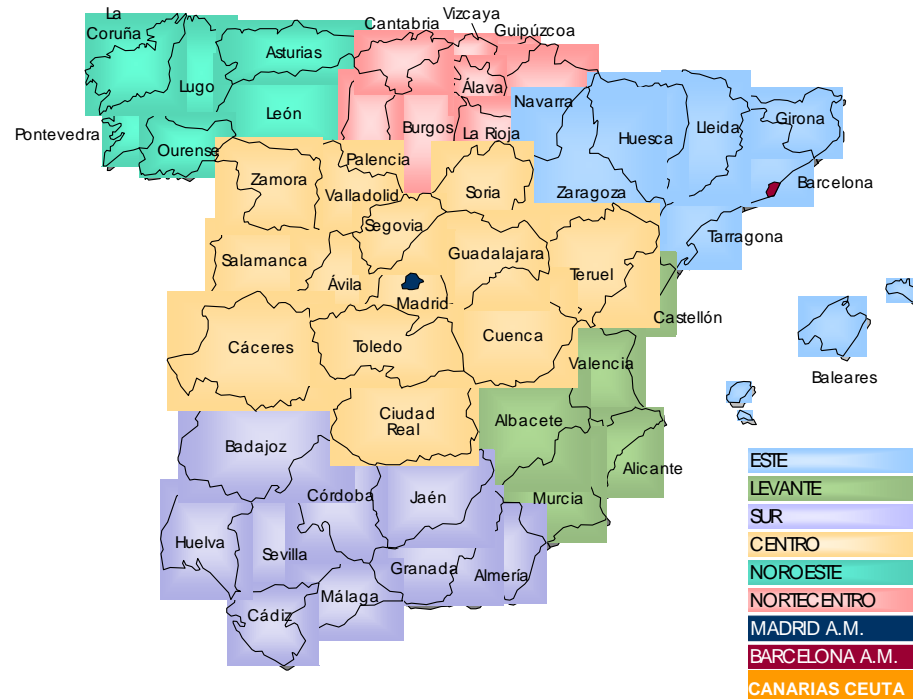 La
Coruña
Cantabria
Vizcaya
Guipúzcoa
Asturias
Lugo
Álava
Navarra
León
Burgos
La Rioja
Huesca
Lleida
Girona
Pontevedra
Ourense
Palencia
Zamora
Valladolid
Soria
Zaragoza
Barcelona
Segovia
Tarragona
Salamanca
Guadalajara
Teruel
Ávila
Madrid
Castellón
Cáceres
Toledo
Cuenca
Valencia
Baleares
Ciudad
Real
Albacete
Badajoz
Alicante
Córdoba
Jaén
Murcia
Huelva
Sevilla
Granada
Almería
Málaga
Cádiz
ESTE
LEVANTE
SUR
CENTRO
NOROESTE
NORTECENTRO
MADRID A.M.
BARCELONA A.M.
CANARIAS CEUTA